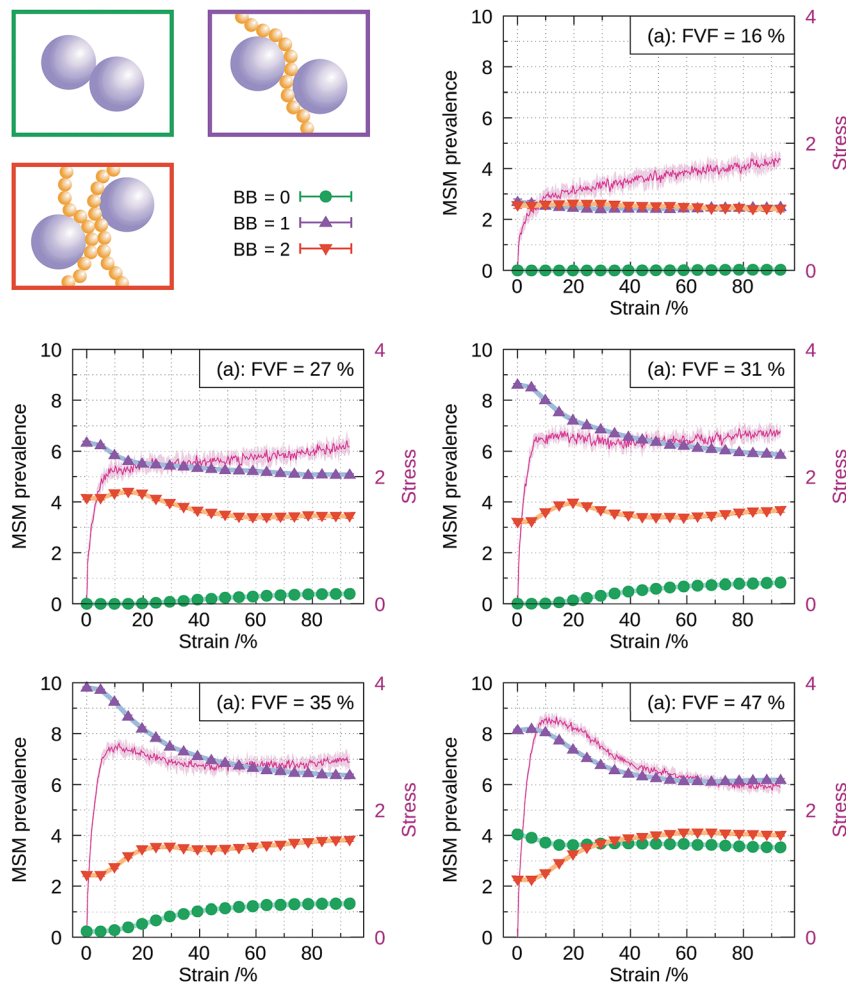 BB = 0
BB = 1
BB = 2
(a): FVF = 16 %
MSM prevalence
10
8
6
4
2
0
4
2
0
Stress
0 20 40 60 80
Strain /%
(a): FVF = 27 %
MSM prevalence
10
8
6
4
2
0
4
2
0
Stress
0 20 40 60 80
Strain /%
(a): FVF = 31 %
MSM prevalence
10
8
6
4
2
0
4
2
0
Stress
0 20 40 60 80
Strain /%
(a): FVF = 35 %
MSM prevalence
10
8
6
4
2
0
4
2
0
Stress
0 20 40 60 80
Strain /%
(a): FVF = 47 %
MSM prevalence
10
8
6
4
2
0
4
2
0
Stress
0 20 40 60 80
Strain /%